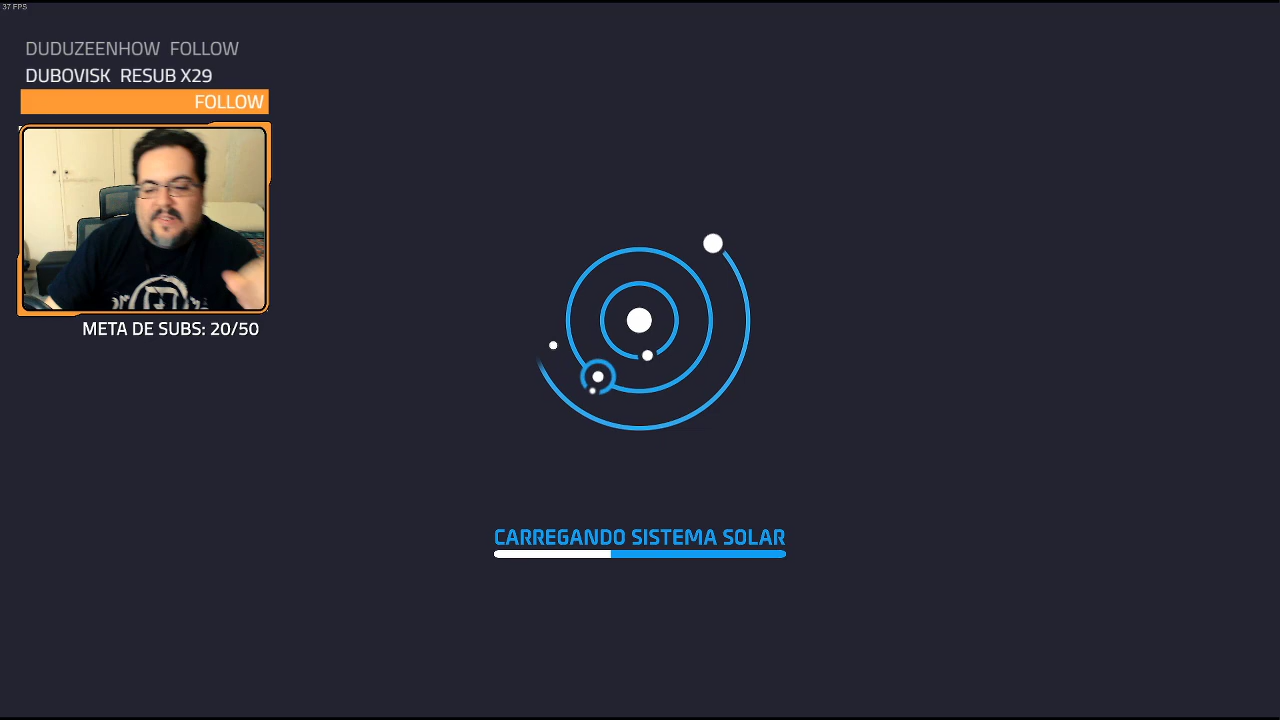 37 FPS
DUDUZEENHOW FOLLOW
DUBOVISK RESUB X29
FOLLOW
META DE SUBS: 20/50
CARREGANDO SISTEMA SOLAR